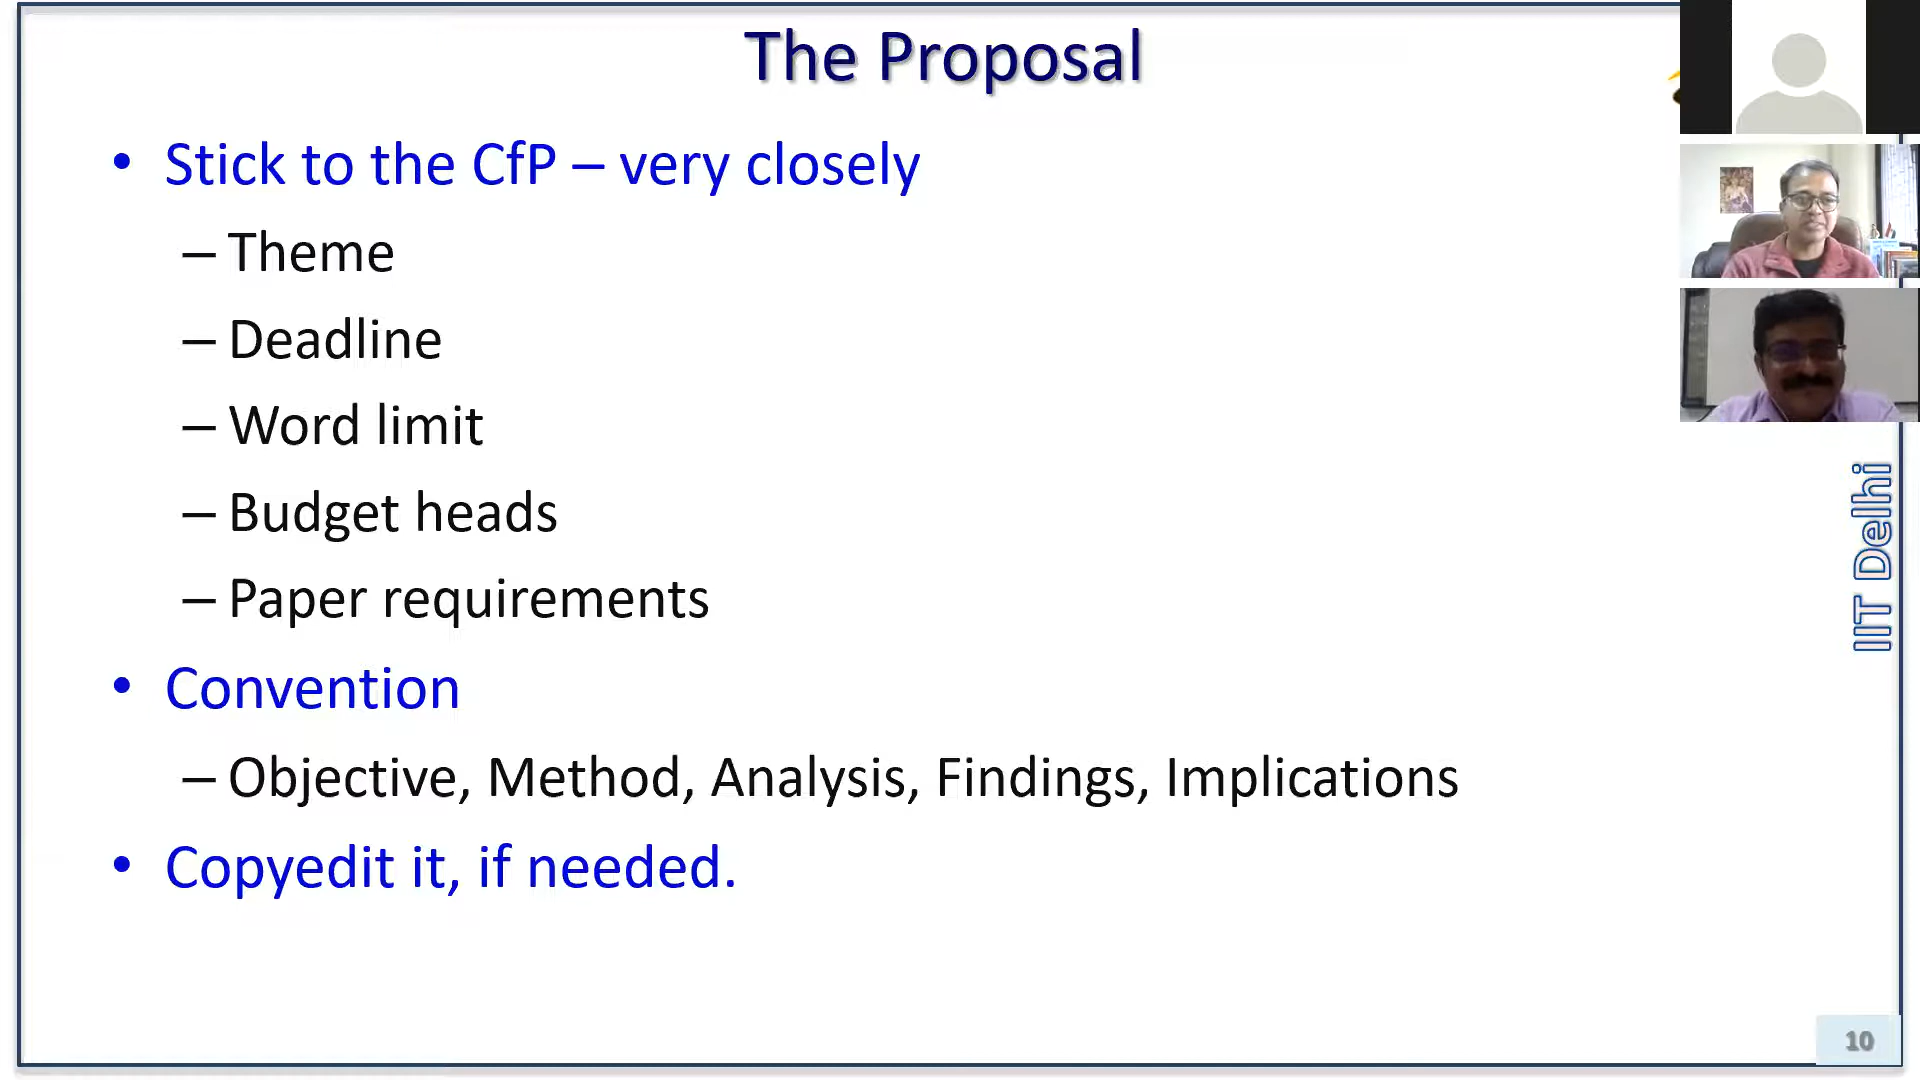 The Proposal
• Stick to the CfP – very closely
– Theme
– Deadline
– Word limit
– Budget heads
– Paper requirements
• Convention
– Objective, Method, Analysis, Findings, Implications
• Copyedit it, if needed.
IIT Delhi
10